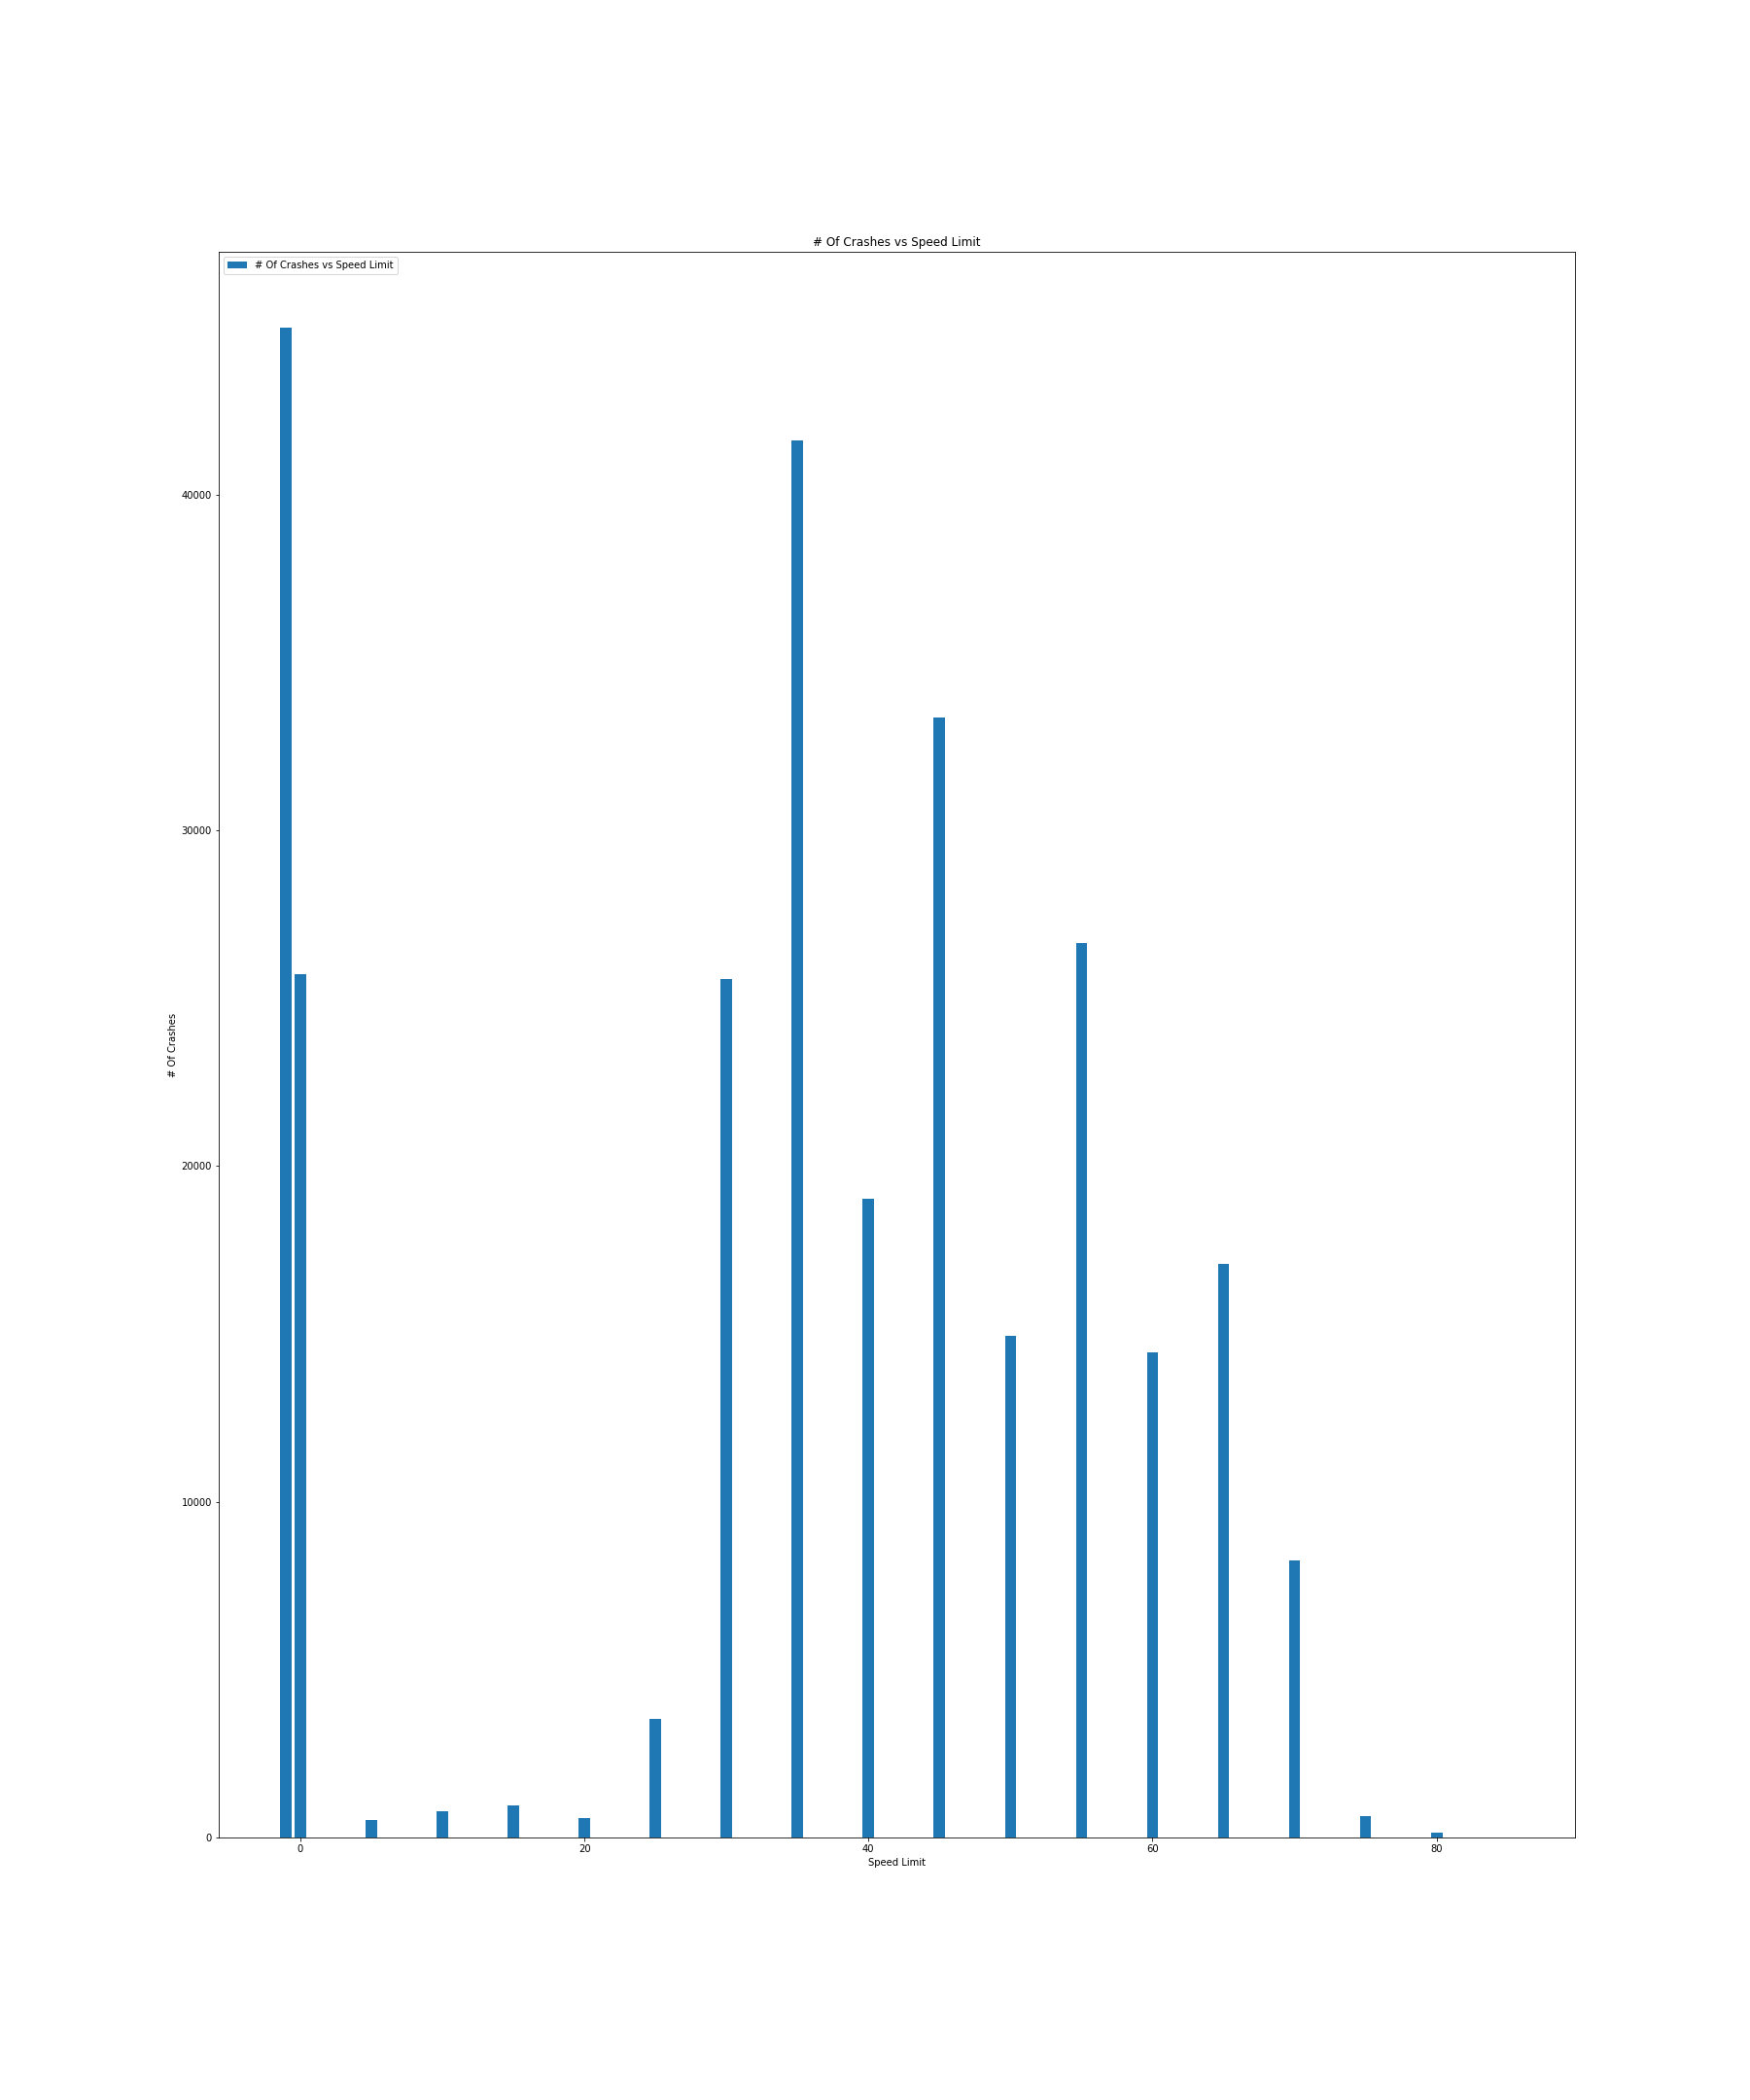 # Of Crashes vs Speed Limit
# Of Crashes vs Speed Limit
40000
30000
# Of Crashes
20000
10000
0
0 20 40 60 80
Speed Limit